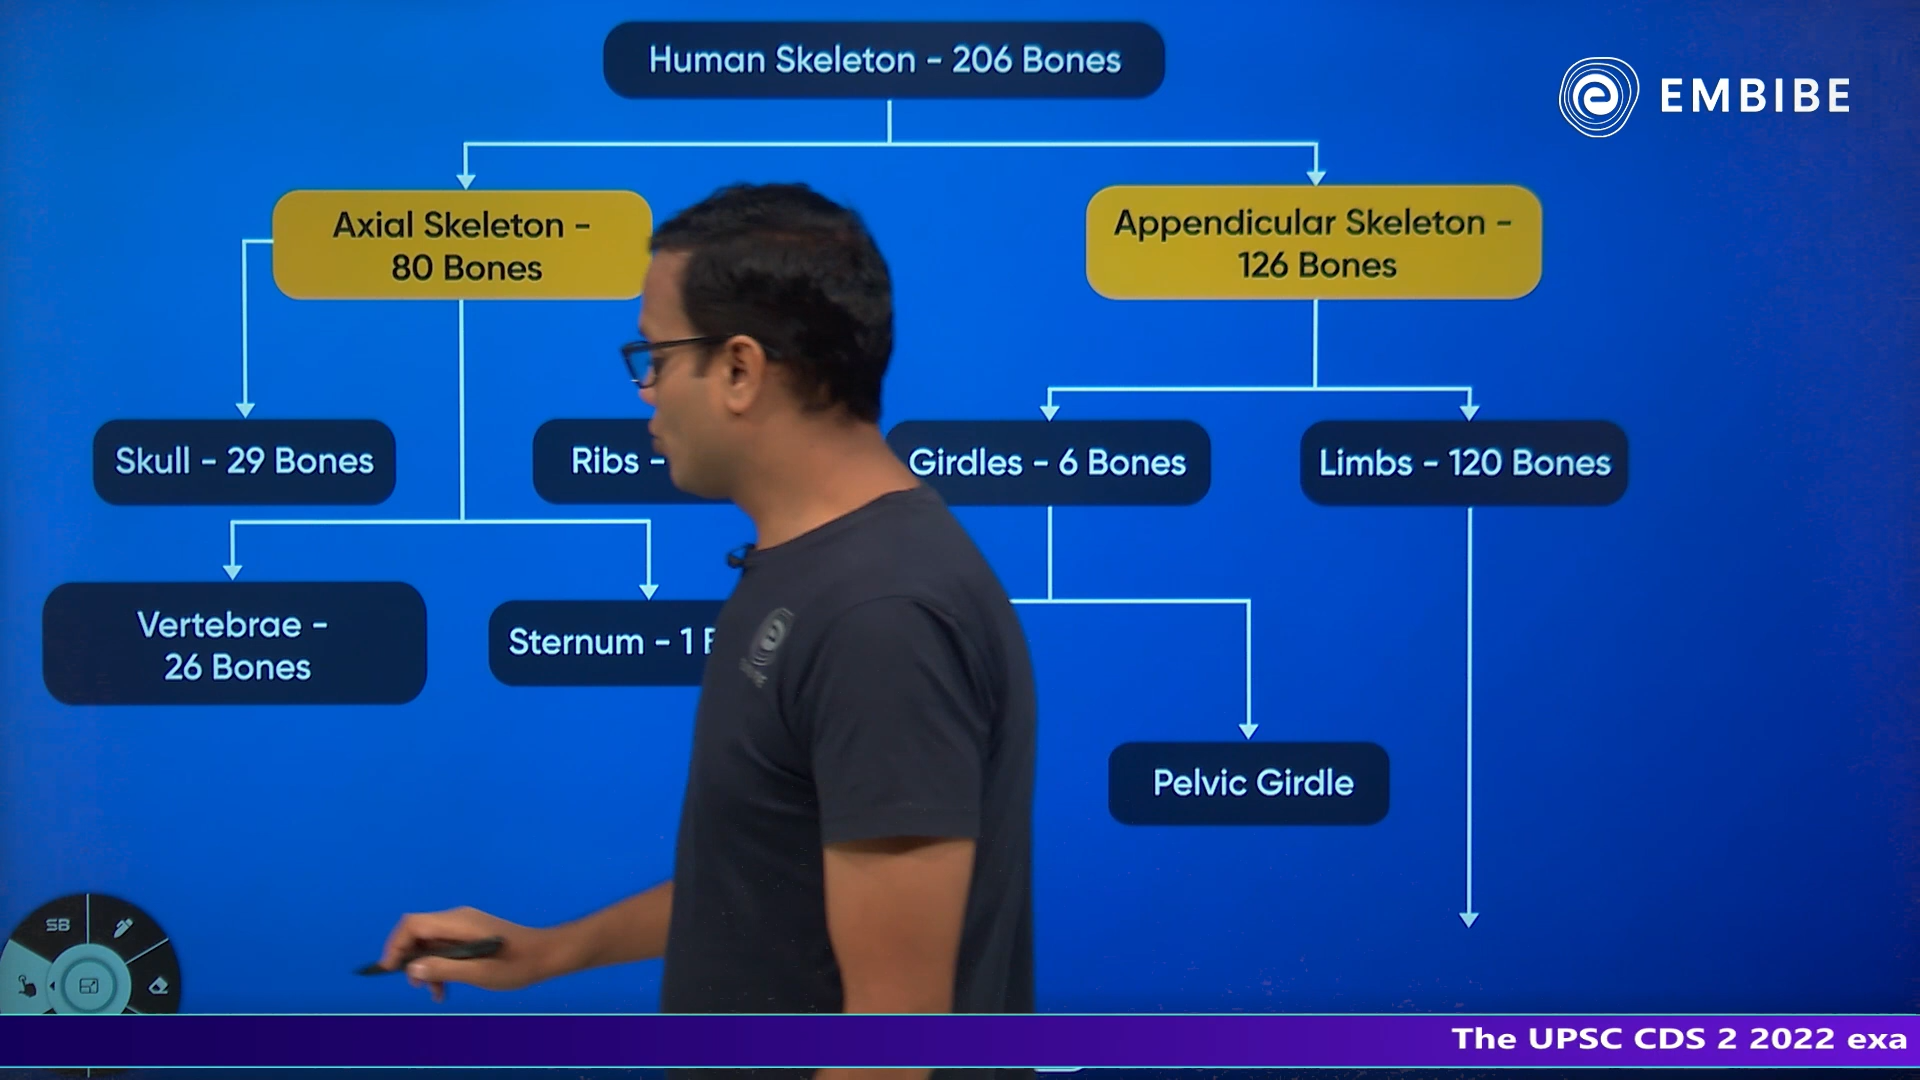 Human Skeleton - 206 Bones
EMBIBE
Axial Skeleton -
80 Bones
Appendicular Skeleton -
126 Bones
Skull - 29 Bones
Ribs -
Girdles - 6 Bones
Limbs - 120 Bones
Vertebrae -
26 Bones
Sternum - 1
Pelvic Girdle
SB
The UPSC CDS 2 2022 exa